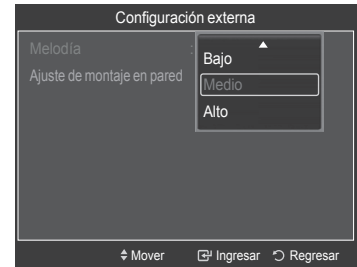 Configuración externa
Melodía :
Bajo
Ajuste de montaje en pared
Medio
Alto
Mover Ingresar Regresar